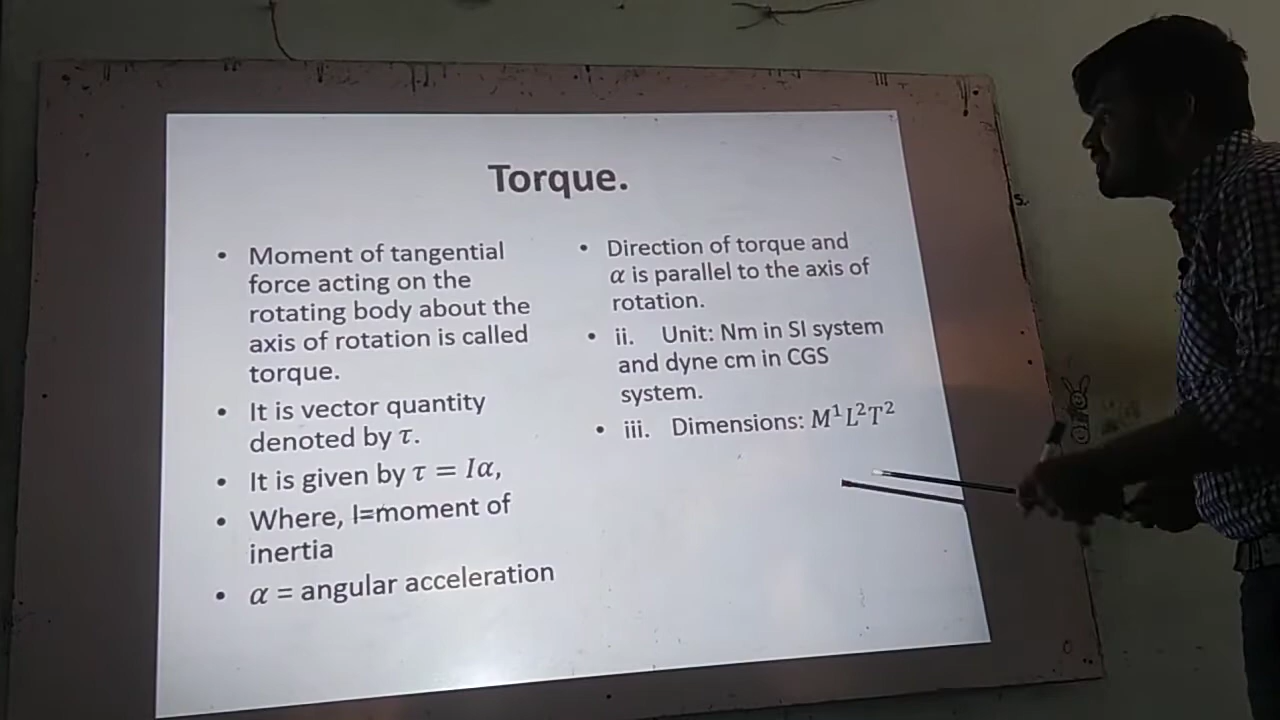 Torque.
• Moment of tangential
force acting on the
rotating body about the
axis of rotation is called
torque.
• It is vector quantity
denoted by τ.
• It is given by τ = Iα,
• Where, I=moment of
inertia
• α = angular acceleration
• Direction of torque and
α is parallel to the axis of
rotation.
• ii. Unit: Nm in SI system
and dyne cm in CGS
system.
• iii. Dimensions: M¹L²T²